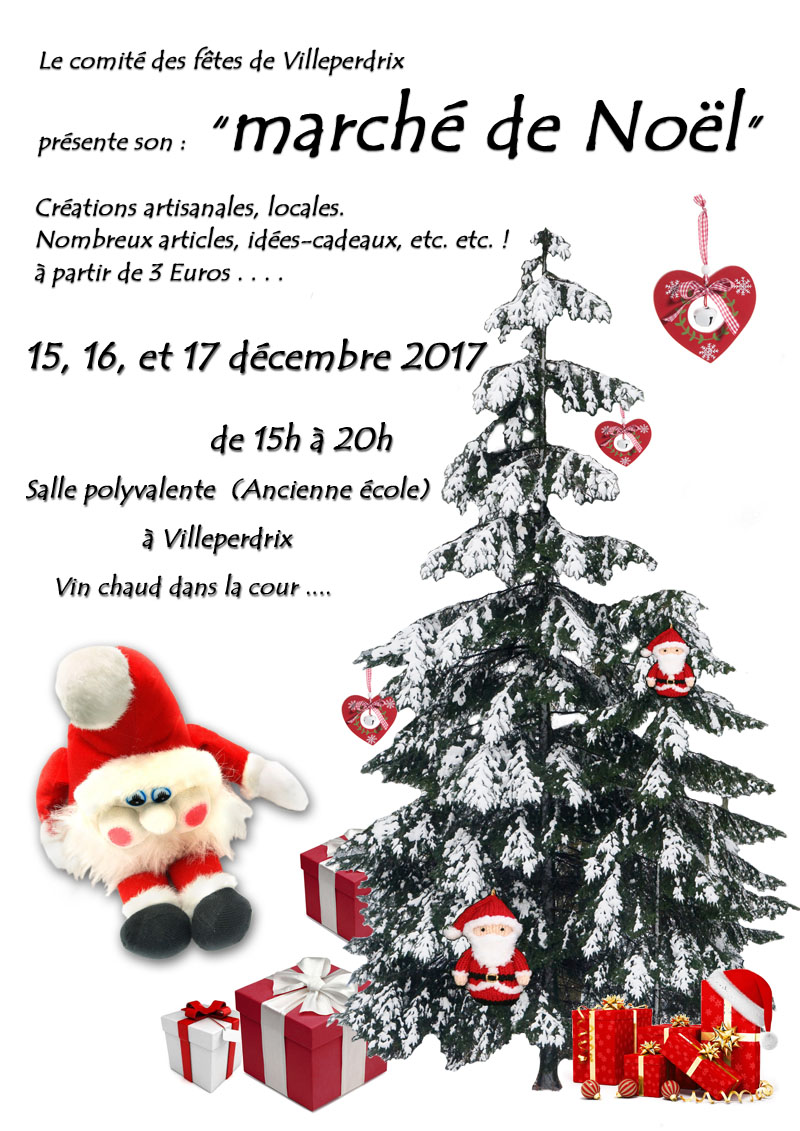 Le comité des fêtes de Villeperdrix
présente son : "marché de Noël"
Créations artisanales, locales.
Nombreux articles, idées-cadeaux, etc. etc. !
à partir de 3 Euros . . . .
15, 16, et 17 décembre 2017
de 15h à 20h
Salle polyvalente (Ancienne école)
à Villeperdrix
Vin chaud dans la cour ....